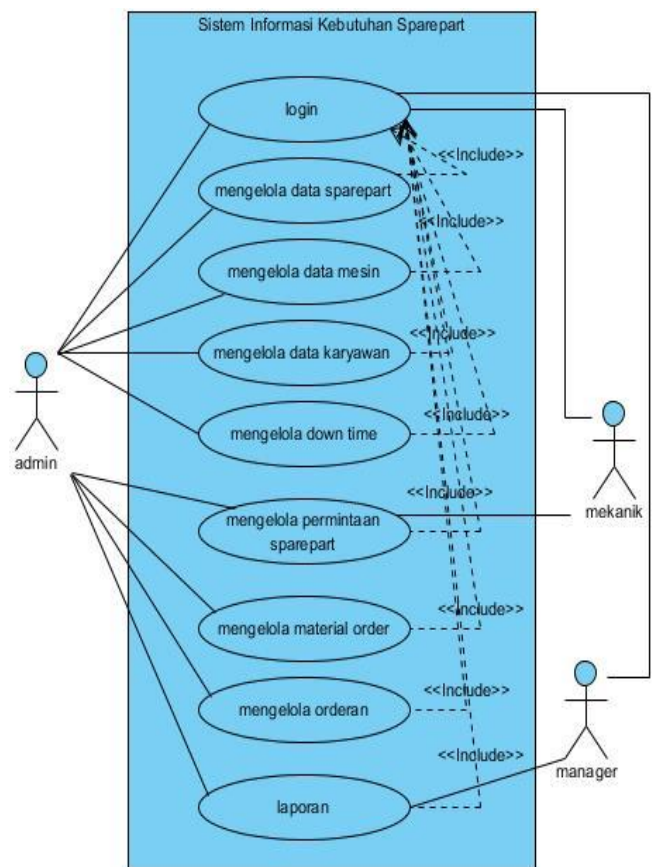 Sistem Informasi Kebutuhan Sparepart
login
<<Include>>
mengelola data sparepart
<<Include>>
mengelola data mesin
<<Include>>
mengelola data karyawan
admin
<<Include>>
mengelola down time
<<Include>>
mengelola permintaan
sparepart
mekanik
<<Include>>
mengelola material order
<<Include>>
mengelola orderan
<<Include>>
manager
laporan